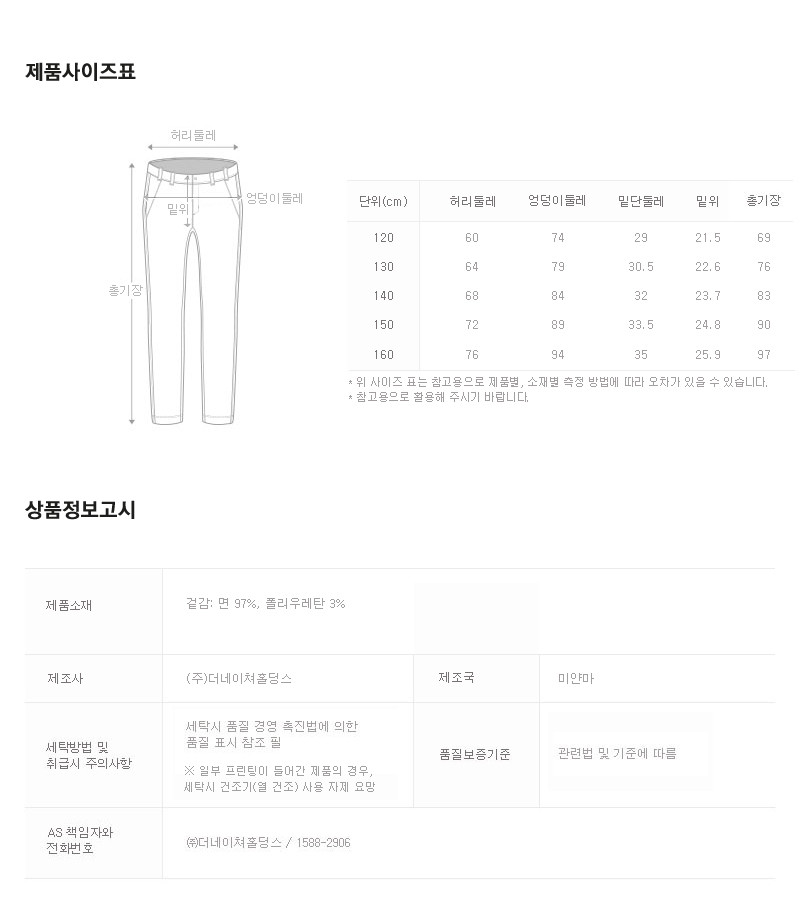 제품사이즈표
허리둘레
엉덩이둘레
밑위
총기장
단위(cm) 허리둘레 엉덩이둘레 밑단둘레 밑위 총기장
120 60 74 29 21.5 69
130 64 79 30.5 22.6 76
140 68 84 32 23.7 83
150 72 89 33.5 24.8 90
160 76 94 35 25.9 97
* 위 사이즈 표는 참고용으로 제품별, 소재별 측정 방법에 따라 오차가 있을 수 있습니다.
* 참고용으로 활용해 주시기 바랍니다.
상품정보고시
제품소재
겉감: 면 97%, 폴리우레탄 3%
제조사
(주)더네이쳐홀딩스
제조국
미얀마
세탁방법 및
취급시 주의사항
세탁시 품질 경영 촉진법에 의한
품질 표시 참조 필
※ 일부 프린팅이 들어간 제품의 경우,
세탁시 건조기(열 건조) 사용 자제 요망
품질보증기준
관련법 및 기준에 따름
AS 책임자와
전화번호
㈜더네이쳐홀딩스 / 1588-2906